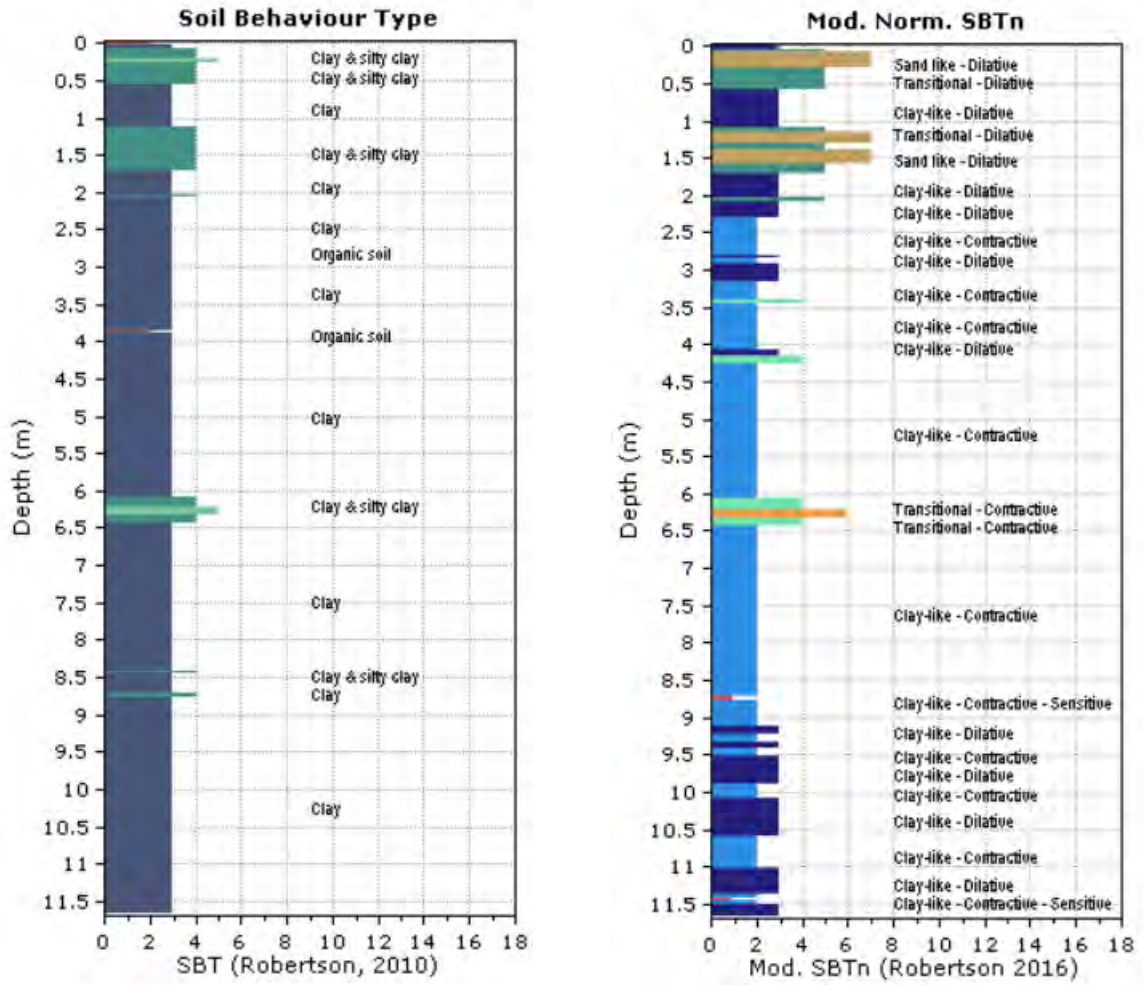 Soil Behaviour Type
0
0.5
1
1.5
2
2.5
3
3.5
4
4.5
5
5.5
6
6.5
7
7.5
8
8.5
9
9.5
10
10.5
11
11.5
Depth (m)
Clay & silty clay
Clay & silty clay
Clay
Clay & silty clay
Clay
Clay
Organic soil
Clay
Organic soil
Clay
Clay & silty clay
Clay
Clay & silty clay
Clay
Clay
0 2 4 6 8 10 12 14 16 18
SBT (Robertson, 2010)
Mod. Norm. SBTn
0
0.5
1
1.5
2
2.5
3
3.5
4
4.5
5
5.5
6
6.5
7
7.5
8
8.5
9
9.5
10
10.5
11
11.5
Depth (m)
Sand like - Dilative
Transitional - Dilative
Clay-like - Dilative
Transitional - Dilative
Sand like - Dilative
Clay-like - Dilative
Clay-like - Dilative
Clay-like - Contractive
Clay-like - Dilative
Clay-like - Contractive
Clay-like - Contractive
Clay-like - Dilative
Clay-like - Contractive
Transitional - Contractive
Transitional - Contractive
Clay-like - Contractive
Clay-like - Contractive - Sensitive
Clay-like - Dilative
Clay-like - Contractive
Clay-like - Dilative
Clay-like - Contractive
Clay-like - Dilative
Clay-like - Contractive
Clay-like - Dilative
Clay-like - Contractive - Sensitive
0 2 4 6 8 10 12 14 16 18
Mod. SBTn (Robertson 2016)